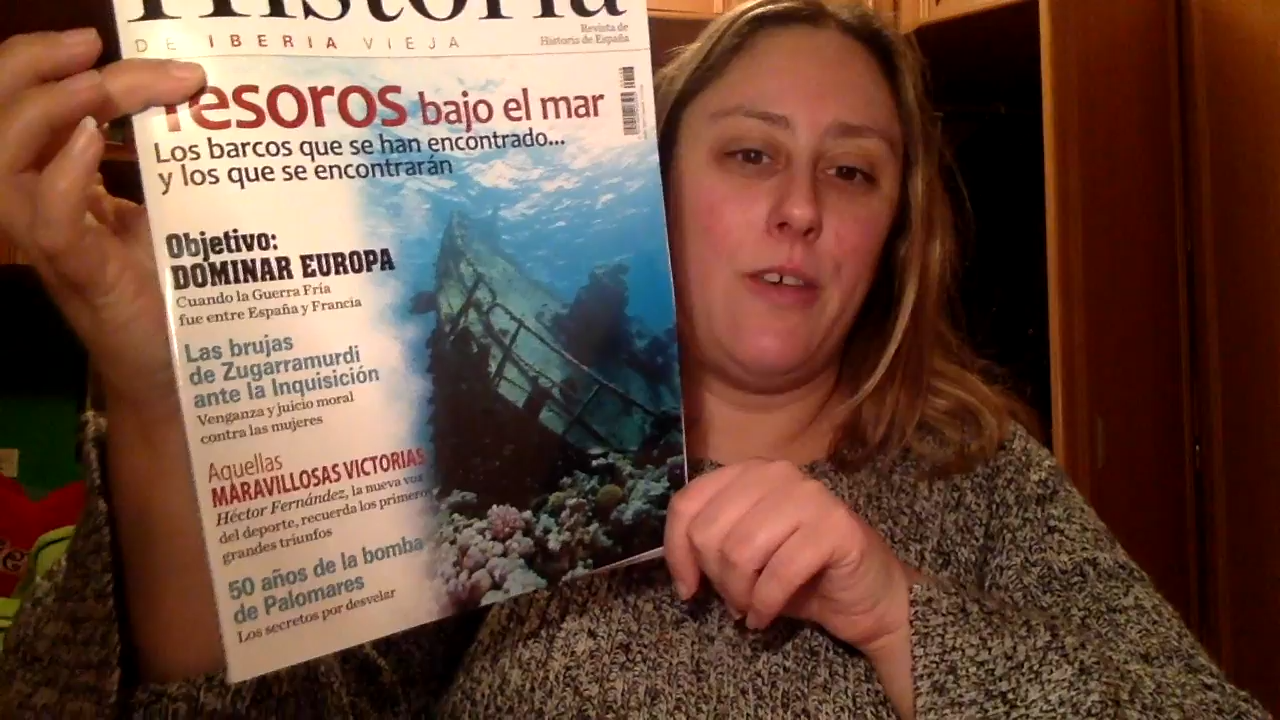 Historia
DE IBERIA VIEJA
Revista de
Historia de España
Tesoros bajo el mar
Los barcos que se han encontrado...
y los que se encontrarán
Objetivo:
DOMINAR EUROPA
Cuando la Guerra Fría
fue entre España y Francia
Las brujas
de Zugarramurdi
ante la Inquisición
Venganza y juicio moral
contra las mujeres
Aquellas
MARAVILLOSAS VICTORIAS
Héctor Fernández, la nueva voz
del deporte, recuerda los primeros
grandes triunfos
50 años de la bomba
de Palomares
Los secretos por desvelar